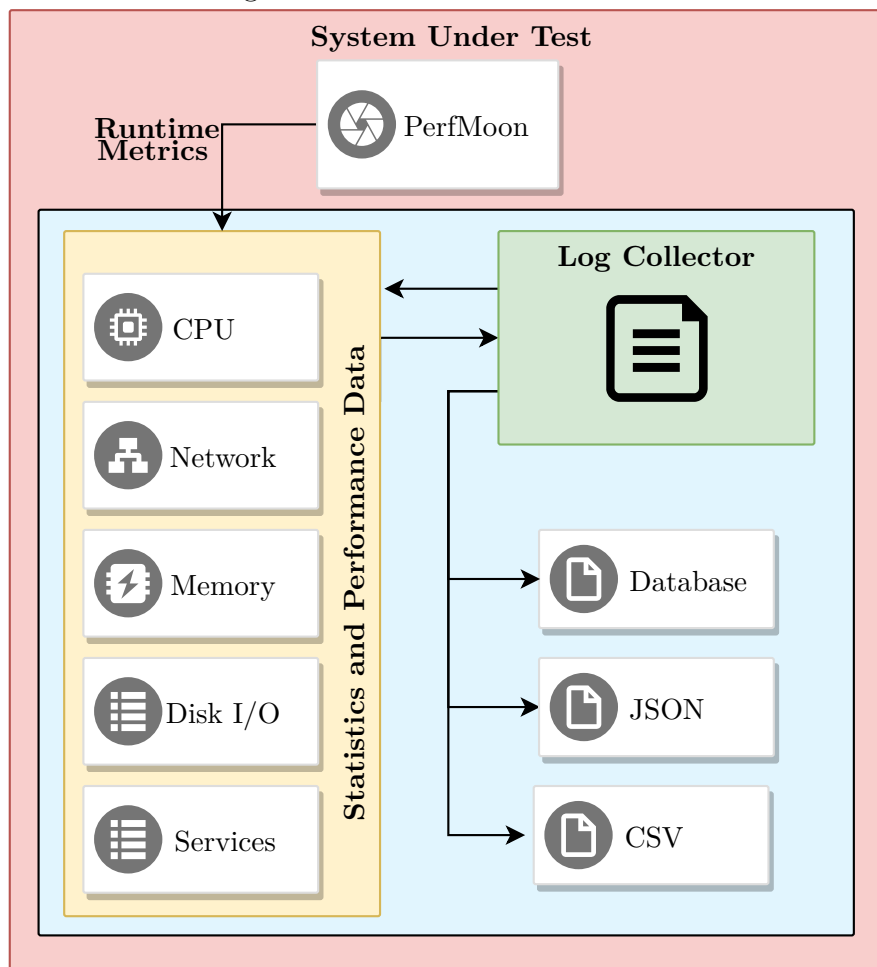 System Under Test
PerfMoon
Runtime
Metrics
Log Collector
CPU
Network
Memory
Disk I/O
Services
Statistics and Performance Data
Database
JSON
CSV